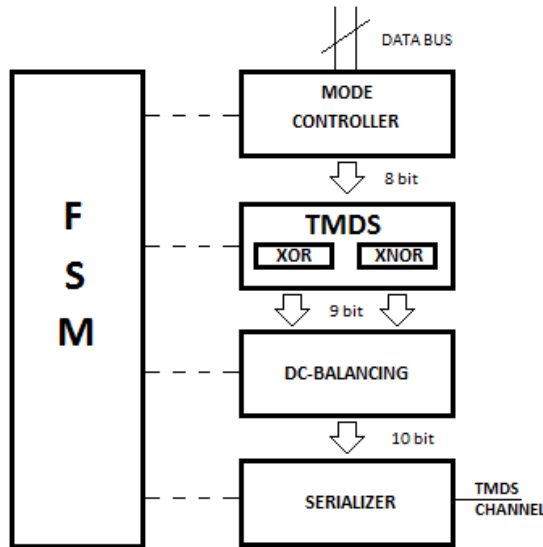 DATA BUS
MODE
CONTROLLER
8 bit
F
S
M
TMDS
XOR
XNOR
9 bit
DC-BALANCING
10 bit
SERIALIZER
TMDS
CHANNEL